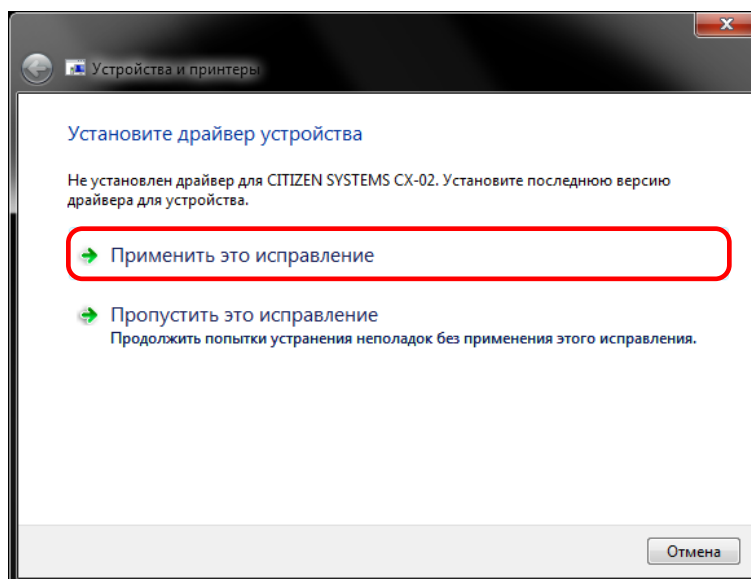 Устройства и принтеры
Установите драйвер устройства
Не установлен драйвер для CITIZEN SYSTEMS CX-02. Установите последнюю версию
драйвера для устройства.
Применить это исправление
Пропустить это исправление
Продолжить попытки устранения неполадок без применения этого исправления.
Отмена